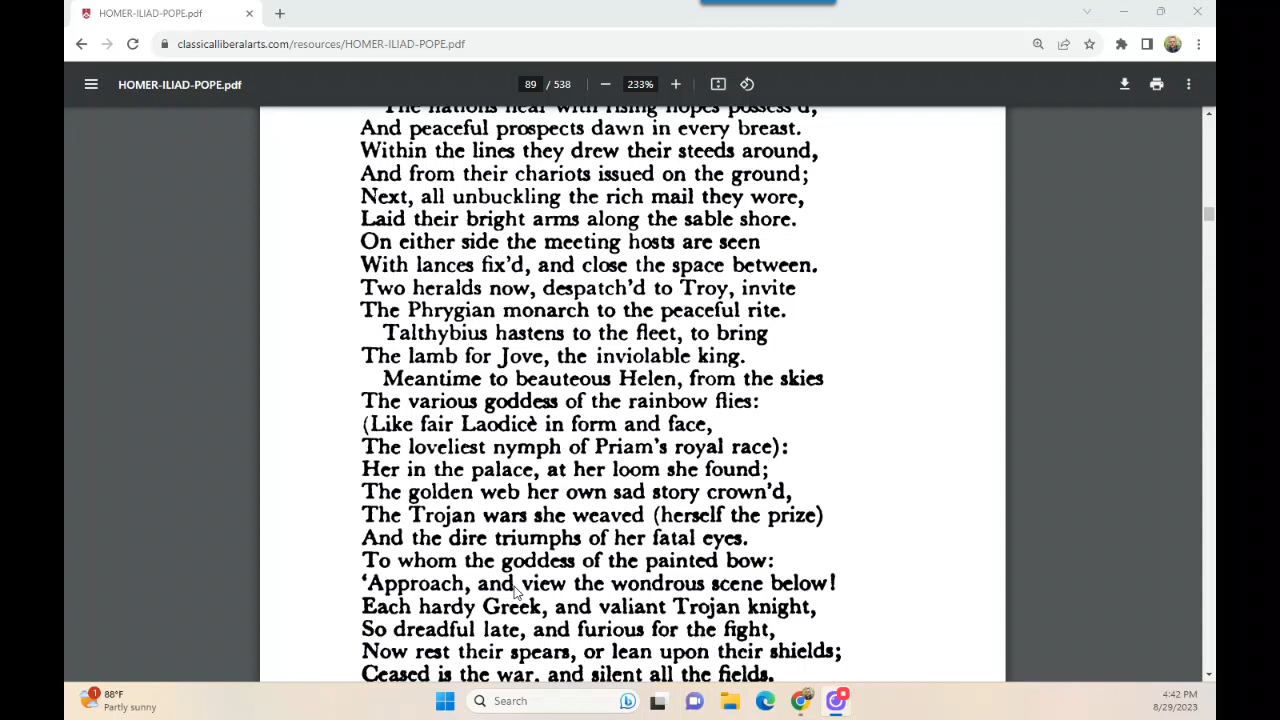 HOMER-ILIAD-POPE.pdf
classicalliberalarts.com/resources/HOMER-ILIAD-POPE.pdf
HOMER-ILIAD-POPE.pdf
89 / 538
233%
The nations hear with rising hopes possess'd,
And peaceful prospects dawn in every breast.
Within the lines they drew their steeds around,
And from their chariots issued on the ground;
Next, all unbuckling the rich mail they wore,
Laid their bright arms along the sable shore.
On either side the meeting hosts are seen
With lances fix'd, and close the space between.
Two heralds now, despatch'd to Troy, invite
The Phrygian monarch to the peaceful rite.
Talthybius hastens to the fleet, to bring
The lamb for Jove, the inviolable king.
Meantime to beauteous Helen, from the skies
The various goddess of the rainbow flies:
(Like fair Laodicè in form and face,
The loveliest nymph of Priam's royal race):
Her in the palace, at her loom she found;
The golden web her own sad story crown'd,
The Trojan wars she weaved (herself the prize)
And the dire triumphs of her fatal eyes.
To whom the goddess of the painted bow:
'Approach, and view the wondrous scene below!
Each hardy Greek, and valiant Trojan knight,
So dreadful late, and furious for the fight,
Now rest their spears, or lean upon their shields;
Ceased is the war, and silent all the fields.
1
88°F
Partly sunny
Search
4:42 PM
8/29/2023